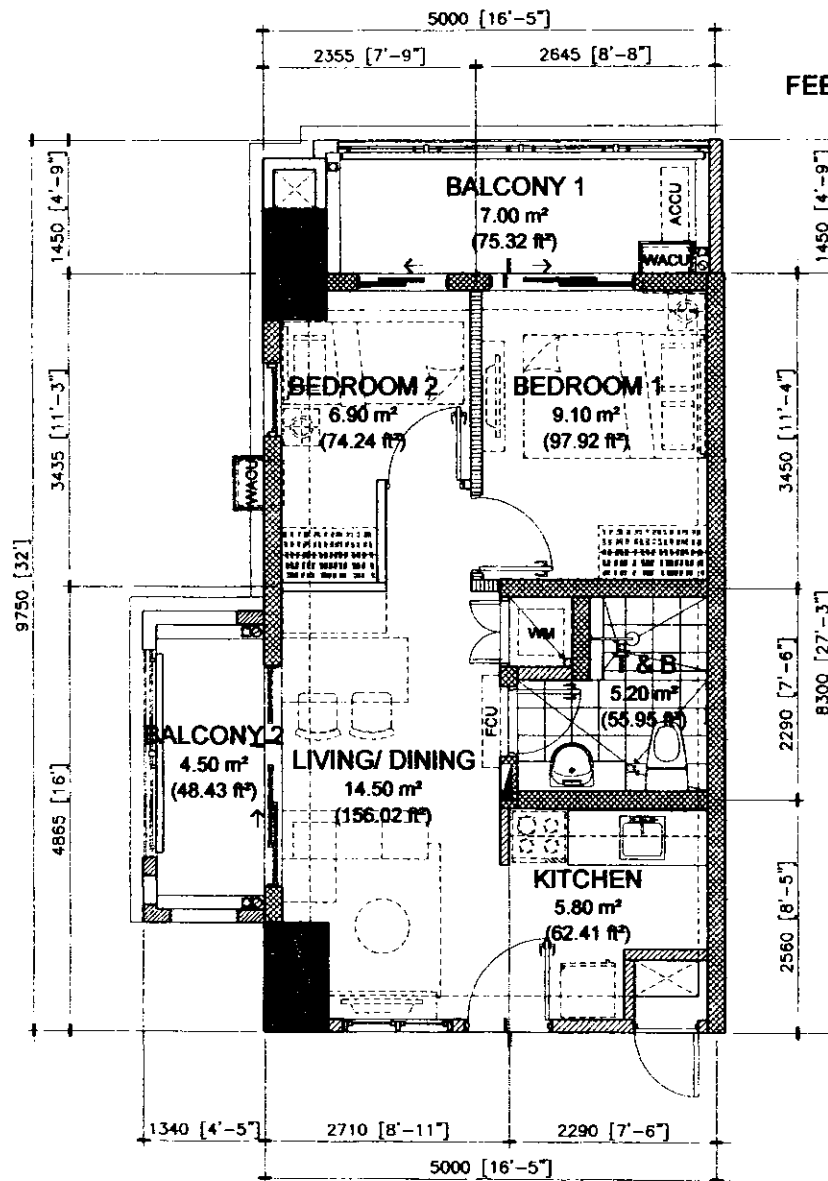 5000 [16'-5"]
2355 [7'-9"]
2645 [8'-8"]
FEE
1450 [4'-9"]
1450 [4'-9"]
BALCONY 1
7.00 m²
(75.32 ft²)
ACCU
WACU
BEDROOM 2
6.90 m²
(74.24 ft²)
BEDROOM 1
9.10 m²
(97.92 ft²)
3435 [11'-3"]
3450 [11'-4"]
WACU
9750 [32']
8300 [27'-3"]
WM
T & B
5.20 m²
(55.95 ft²)
2290 [7'-6"]
FCU
BALCONY 2
4.50 m²
(48.43 ft²)
LIVING/ DINING
14.50 m²
(156.02 ft²)
4865 [16']
KITCHEN
5.80 m²
(62.41 ft²)
2560 [8'-5"]
1340 [4'-5"]
2710 [8'-11"]
2290 [7'-6"]
5000 [16'-5"]